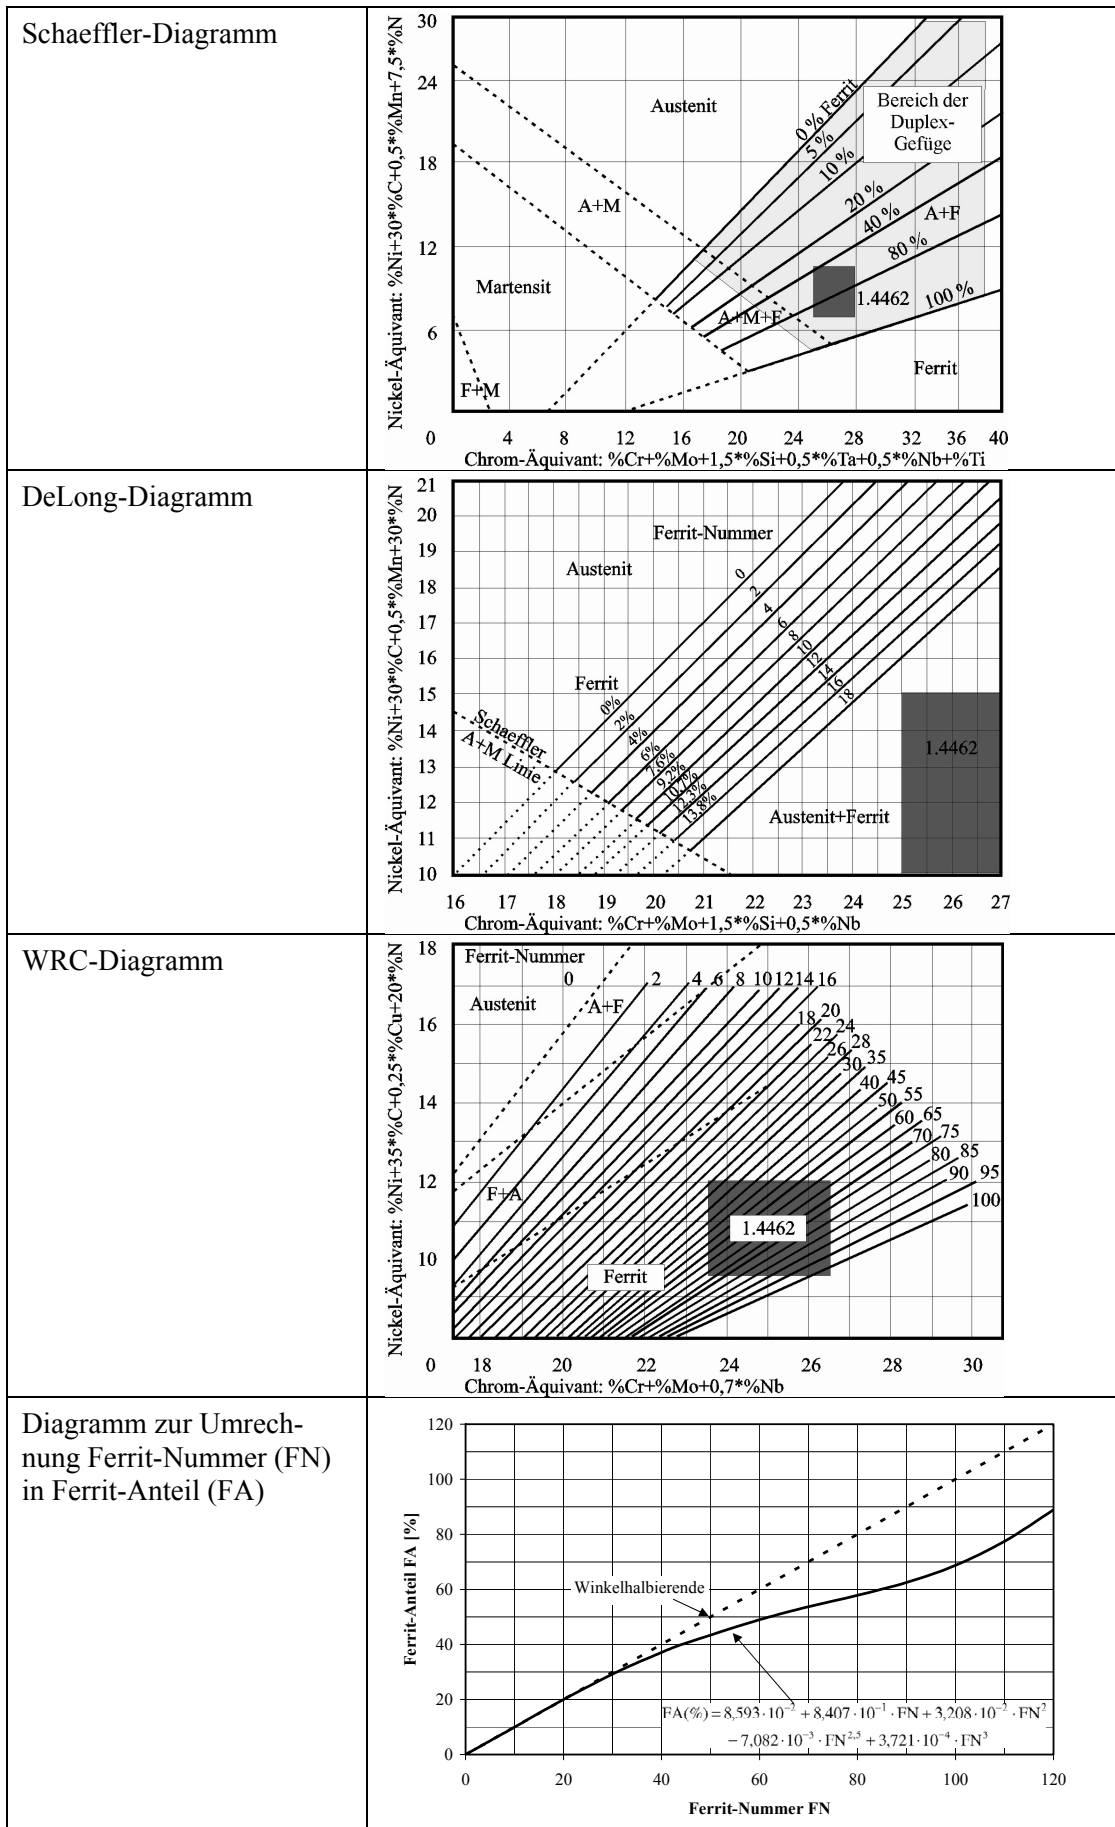 Schaeffler-Diagramm
Nickel-Äquivant: %Ni+30*%C+0,5*%Mn+7,5*%N
30
24
18
12
6
0 % Ferrit
5 %
10 %
20 %
40 %
80 %
100 %
Austenit
Bereich der
Duplex-
Gefüge
A+M
A+F
Martensit
1.4462
A+M+F
Ferrit
F+M
0 4 8 12 16 20 24 28 32 36 40
Chrom-Äquivant: %Cr+%Mo+1,5*%Si+0,5*%Ta+0,5*%Nb+%Ti
DeLong-Diagramm
Nickel-Äquivant: %Ni+30*%C+0,5*%Mn+30*%N
21
20
19
18
17
16
15
14
13
12
11
10
Ferrit-Nummer
Austenit
0
2
4
6
8
10
12
14
16
18
Ferrit
0%
2%
4%
6%
7,6%
9,2%
10,7%
12,3%
13,8%
Schaeffler
A+M Linie
1.4462
Austenit+Ferrit
16 17 18 19 20 21 22 23 24 25 26 27
Chrom-Äquivant: %Cr+%Mo+1,5*%Si+0,5*%Nb
WRC-Diagramm
Nickel-Äquivant: %Ni+35*%C+0,25*%Cu+20*%N
18
16
14
12
10
Ferrit-Nummer
0 2 4 6 8 10 12 14 16
Austenit
A+F
18 20
22 24
26 28
30 35
40 45
50 55
60 65
70 75
80 85
90 95
100
F+A
1.4462
Ferrit
0 18 20 22 24 26 28 30
Chrom-Äquivant: %Cr+%Mo+0,7*%Nb
Diagramm zur Umrech-
nung Ferrit-Nummer (FN)
in Ferrit-Anteil (FA)
Ferrit-Anteil FA [%]
120
100
80
60
40
20
0
Winkelhalbierende
FA(%) = 8,593·10⁻² + 8,407·10⁻¹ · FN + 3,208·10⁻² · FN²
− 7,082·10⁻³ · FN²,⁵ + 3,721·10⁻⁴ · FN³
0 20 40 60 80 100 120
Ferrit-Nummer FN